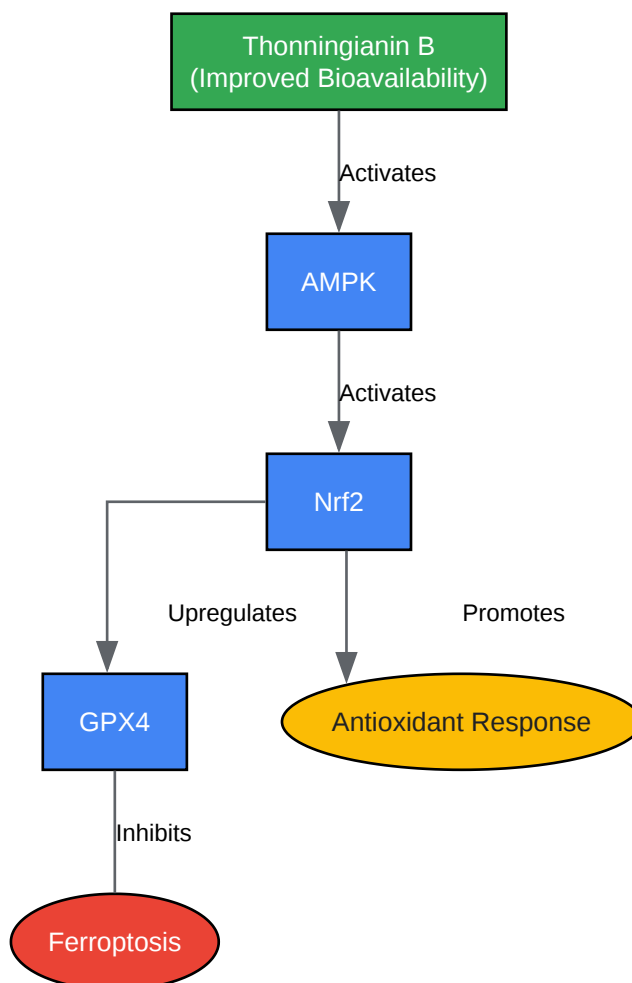 Thonningianin B
(Improved Bioavailability)
Activates
AMPK
Activates
Nrf2
Upregulates
Promotes
GPX4
Antioxidant Response
Inhibits
Ferroptosis